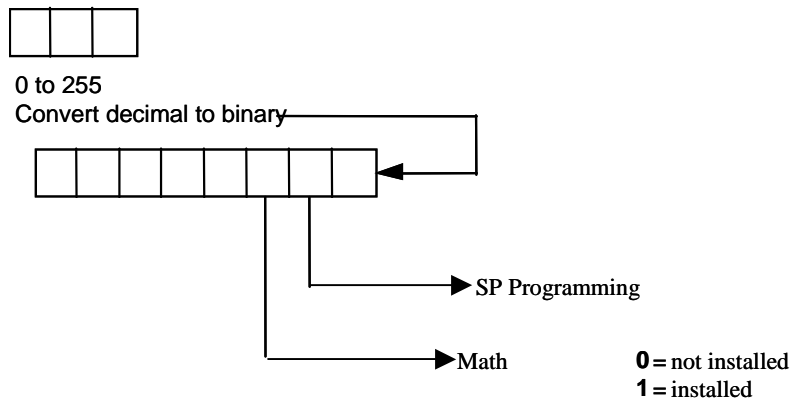 0 to 255
Convert decimal to binary
SP Programming
Math
0 = not installed
1 = installed